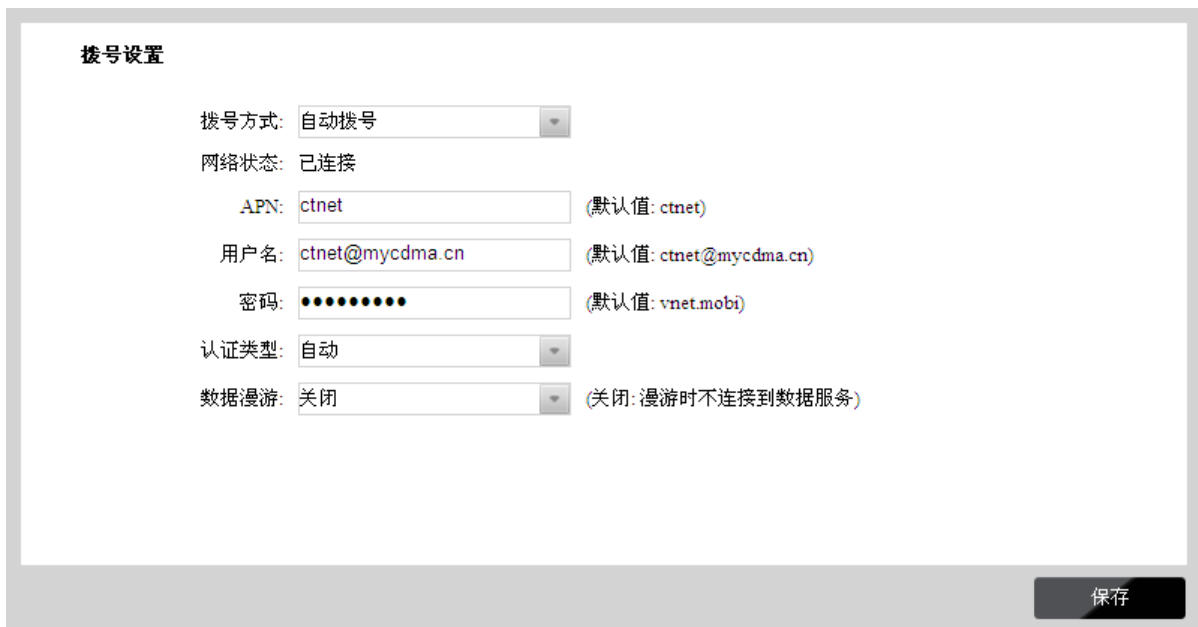 拨号设置
拨号方式: 自动拨号
网络状态: 已连接
APN: ctnet (默认值: ctnet)
用户名: ctnet@mycdma.cn (默认值: ctnet@mycdma.cn)
密码: ●●●●●●●●● (默认值: vnet.mobi)
认证类型: 自动
数据漫游: 关闭 (关闭: 漫游时不连接到数据服务)
保存